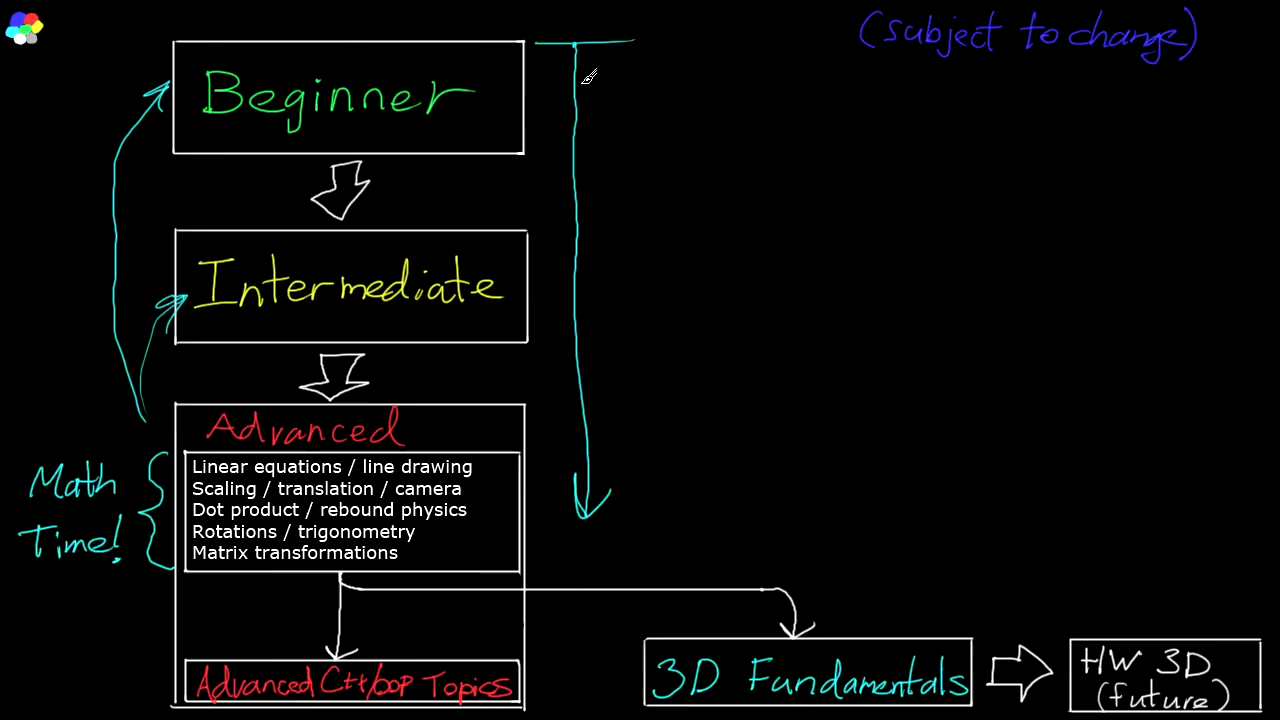 (subject to change)
Beginner
Intermediate
Advanced
Math
Time!
Linear equations / line drawing
Scaling / translation / camera
Dot product / rebound physics
Rotations / trigonometry
Matrix transformations
Advanced C++/OOP Topics
3D Fundamentals
HW 3D
(future)